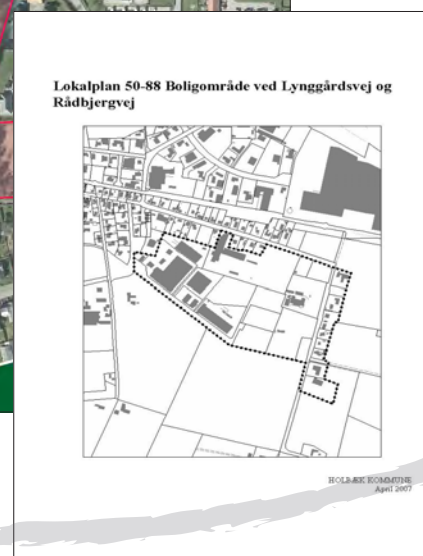 Lokalplan 50-88 Boligområde ved Lynggårdsvej og
Rådbjergvej
HOLBÆK KOMMUNE
April 2007